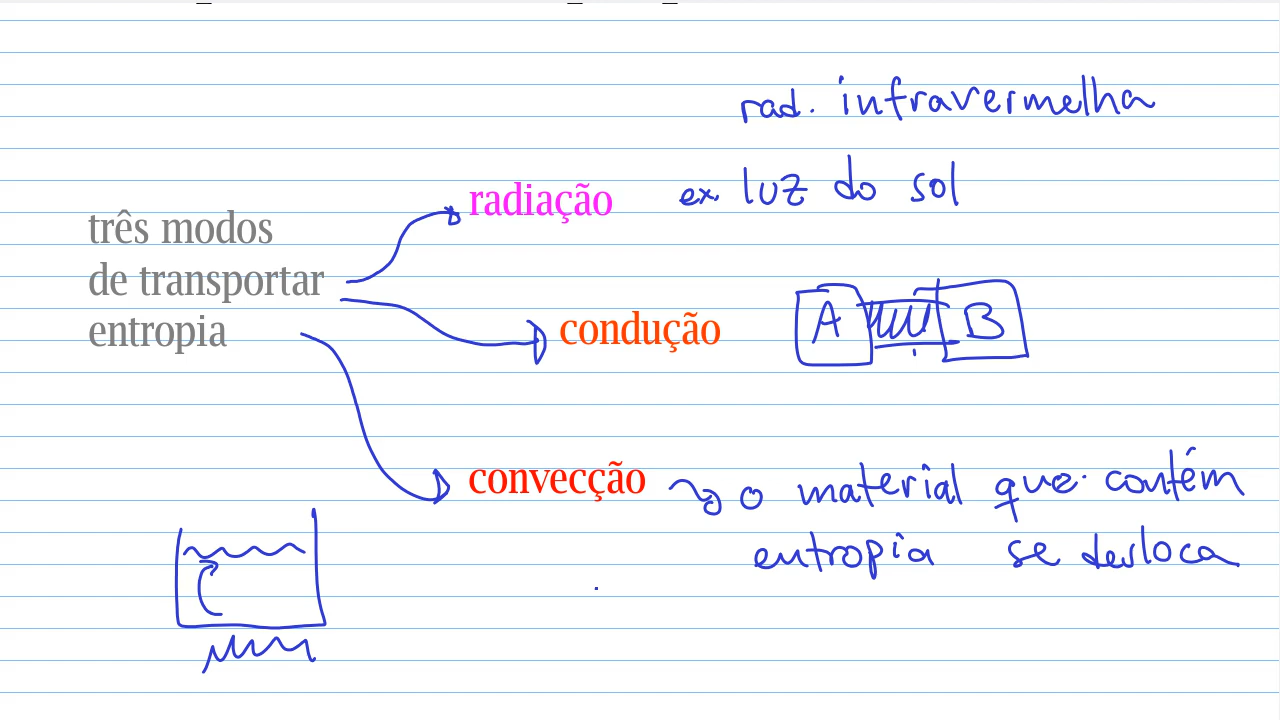 rad. infravermelha
radiação ex. luz do sol
três modos
de transportar
entropia
condução A B
convecção o material que contém
entropia se desloca